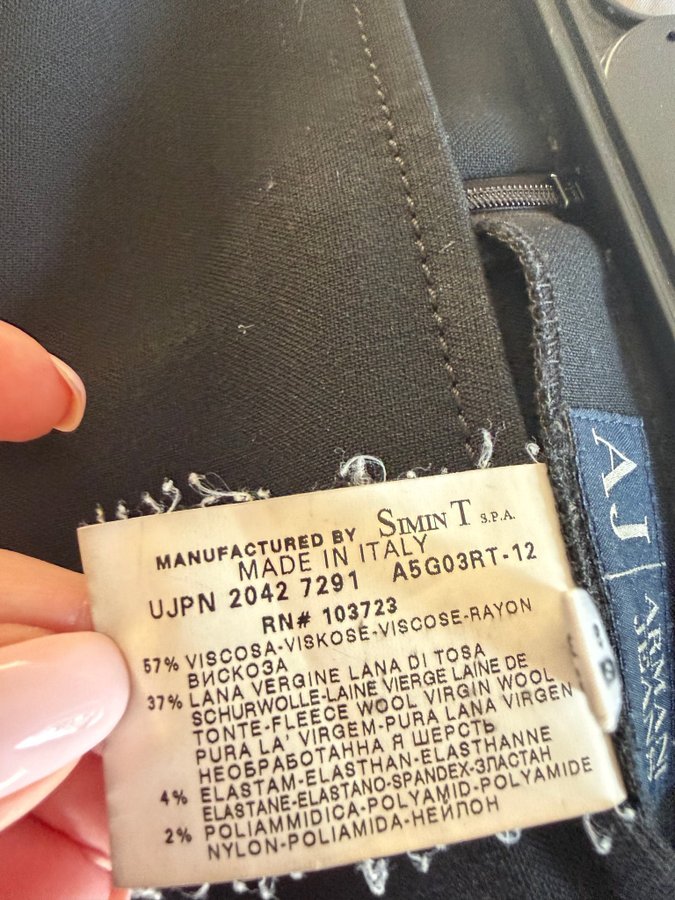 MANUFACTURED BY SIMIN T S.P.A.
MADE IN ITALY
UJPN 2042 7291 A5G03RT-12
RN# 103723
57% VISCOSA-VISKOSE-VISCOSE-RAYON
ВИСКОЗА
37% LANA VERGINE LANA DI TOSA
SCHURWOLLE-LAINE VIERGE LAINE DE
TONTE-FLEECE WOOL VIRGIN WOOL
PURA LA' VIRGEM-PURA LANA VIRGEN
НЕОБРАБОТАННА Я ШЕРСТЬ
4% ELASTAM-ELASTHAN-ELASTHANNE
ELASTANE-ELASTANO-SPANDEX-ЭЛАСТАН
2% POLIAMMIDICA-POLYAMID-POLYAMIDE
NYLON-POLIAMIDA-НЕЙЛОН
AJ
ARMANI
JEANS